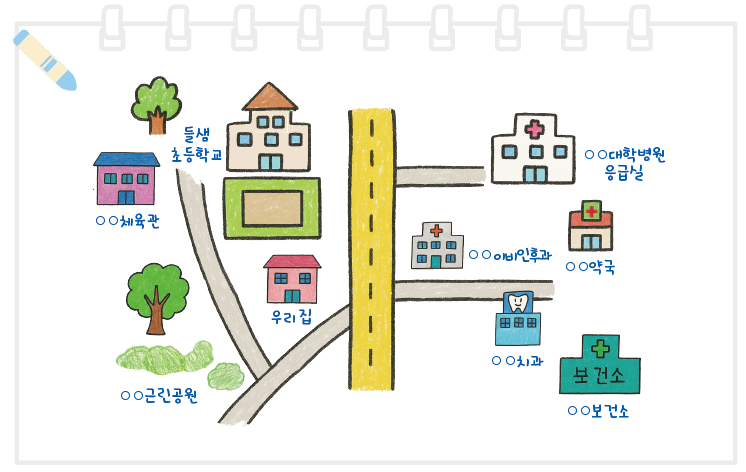 들샘
초등학교
○○대학병원
응급실
○○체육관
○○이비인후과
○○약국
우리 집
○○치과
보건소
○○근린공원
○○보건소